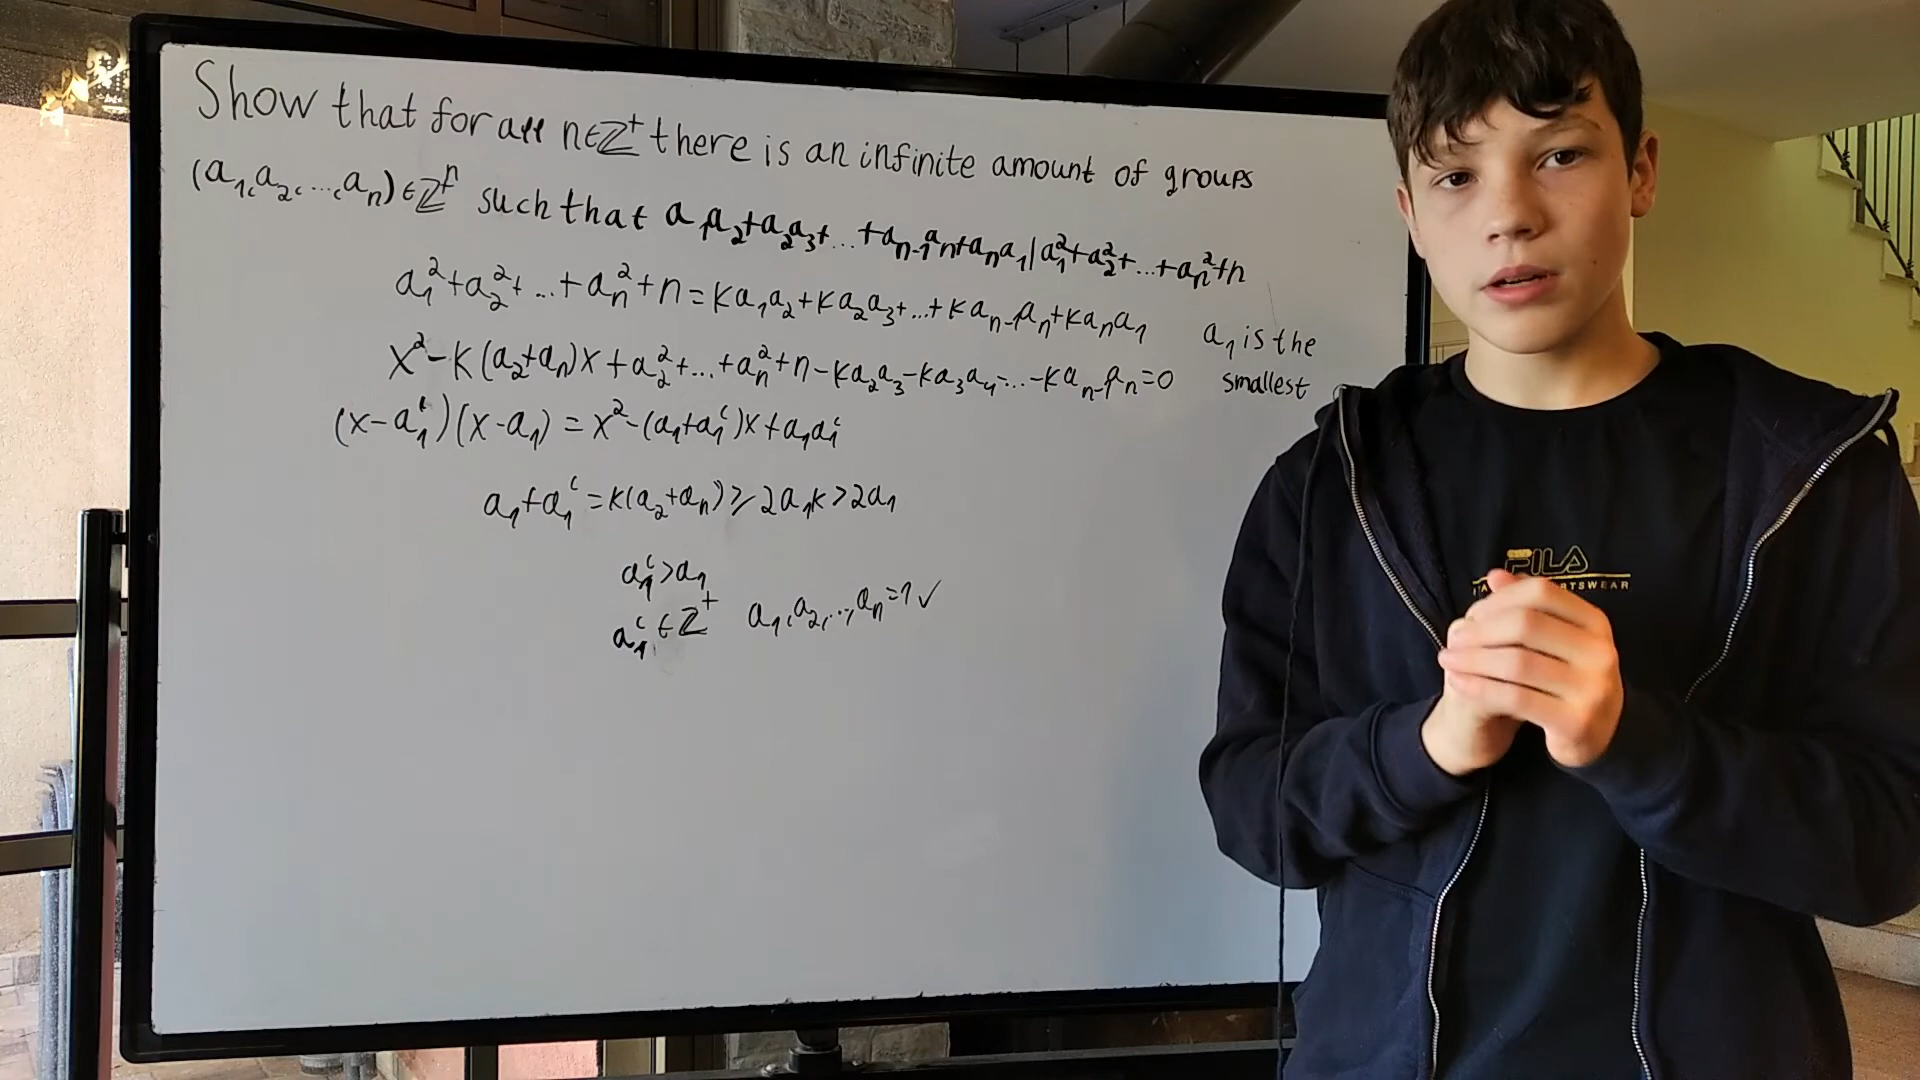 Show that for all n∈ℤ⁺ there is an infinite amount of groups
(a₁,a₂,...,aₙ)∈ℤⁿ such that a₁a₂+a₂a₃+...+aₙ₋₁aₙ+aₙa₁|a₁²+a₂²+...+aₙ²+n
a₁²+a₂²+...+aₙ²+n=ka₁a₂+ka₂a₃+...+kaₙ₋₁aₙ+kaₙa₁
a₁ is the
smallest
x²-k(a₂+aₙ)x+a₂²+...+aₙ²+n-ka₂a₃-ka₃a₄-...-kaₙ₋₁aₙ=0
(x-a₁')(x-a₁)=x²-(a₁+a₁')x+a₁a₁'
a₁+a₁'=k(a₂+aₙ)≥2a₁k>2a₁
a₁'>a₁
a₁'∈ℤ⁺ a₁,a₂,...,aₙ=1✓
FILA